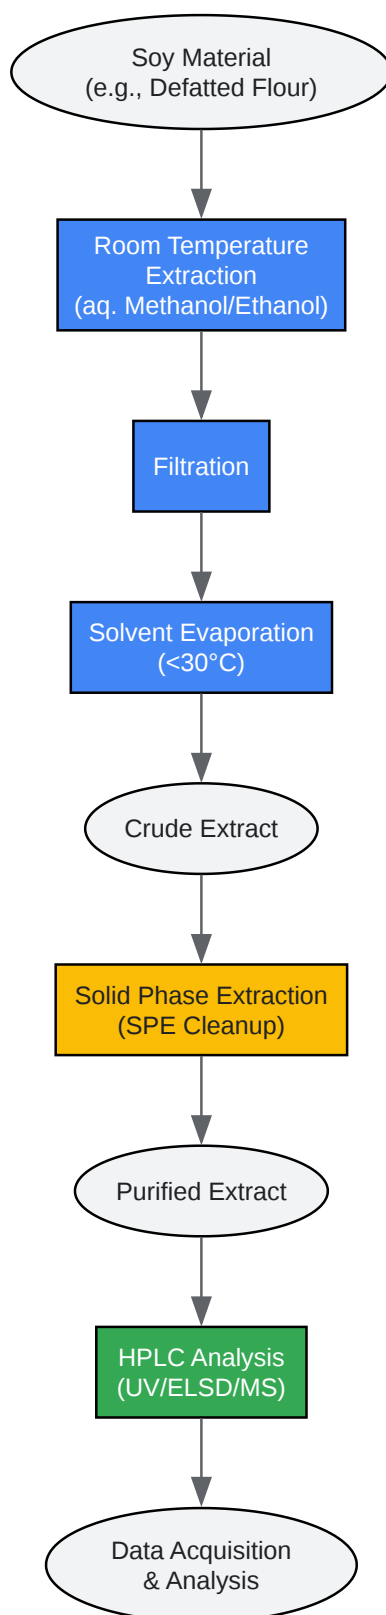 Soy Material
(e.g., Defatted Flour)
Room Temperature
Extraction
(aq. Methanol/Ethanol)
Filtration
Solvent Evaporation
(<30°C)
Crude Extract
Solid Phase Extraction
(SPE Cleanup)
Purified Extract
HPLC Analysis
(UV/ELSD/MS)
Data Acquisition
& Analysis